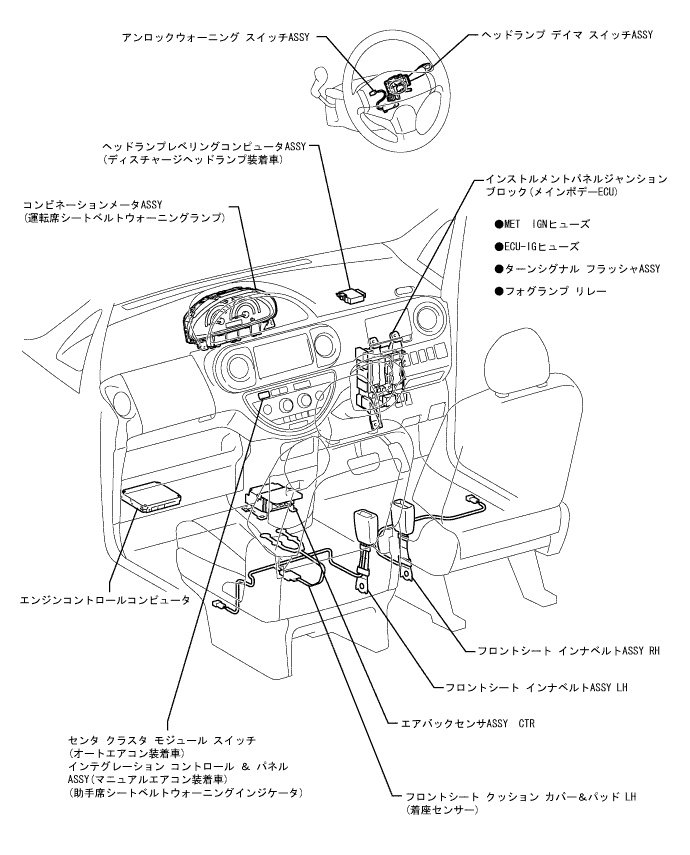 アンロックウォーニング スイッチASSY
ヘッドランプ デイマ スイッチASSY
ヘッドランプレベリングコンピュータASSY
(ディスチャージヘッドランプ装着車)
インストルメントパネルジャンション
ブロック(メインボデーECU)
コンビネーションメータASSY
(運転席シートベルトウォーニングランプ)
●MET IGNヒューズ
●ECU-IGヒューズ
●ターンシグナル フラッシャASSY
●フォグランプ リレー
エンジンコントロールコンピュータ
フロントシート インナベルトASSY RH
フロントシート インナベルトASSY LH
エアバックセンサASSY CTR
センタ クラスタ モジュール スイッチ
(オートエアコン装着車)
インテグレーション コントロール & パネル
ASSY(マニュアルエアコン装着車)
(助手席シートベルトウォーニングインジケータ)
フロントシート クッション カバー&パッド LH
(着座センサー)